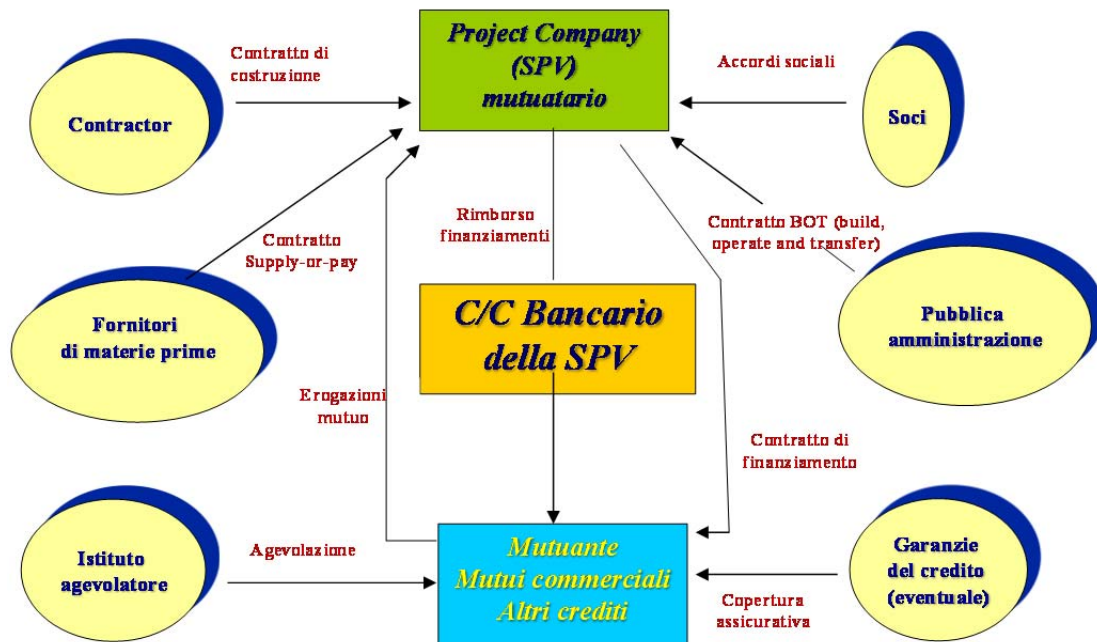 Project Company
(SPV)
mutuatario
Contratto di
costruzione
Accordi sociali
Contractor
Soci
Rimborso
finanziamenti
Contratto BOT (build,
operate and transfer)
Contratto
Supply-or-pay
Fornitori
di materie prime
C/C Bancario
della SPV
Pubblica
amministrazione
Erogazioni
mutuo
Contratto di
finanziamento
Istituto
agevolatore
Agevolazione
Mutuante
Mutui commerciali
Altri crediti
Garanzie
del credito
(eventuale)
Copertura
assicurativa